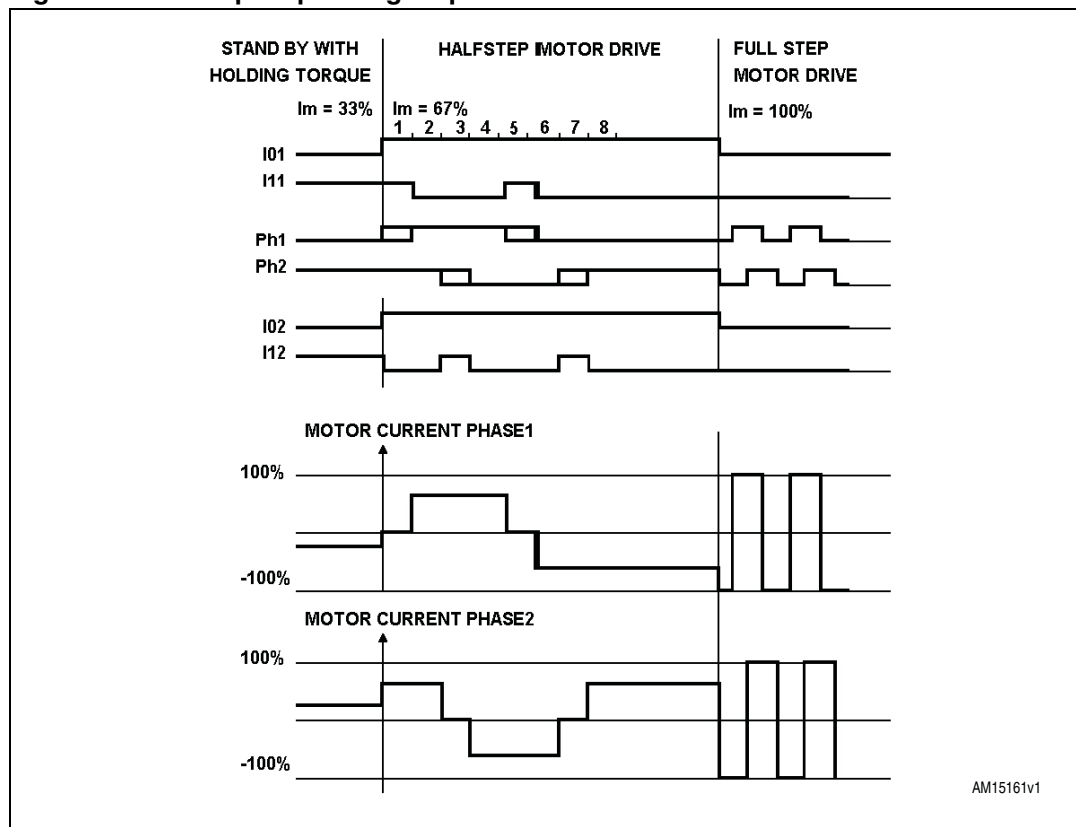 STAND BY WITH
HOLDING TORQUE
HALFSTEP MOTOR DRIVE
FULL STEP
MOTOR DRIVE
Im = 33%
Im = 67%
Im = 100%
1 2 3 4 5 6 7 8
I01
I11
Ph1
Ph2
I02
I12
MOTOR CURRENT PHASE1
100%
-100%
MOTOR CURRENT PHASE2
100%
-100%
AM15161v1